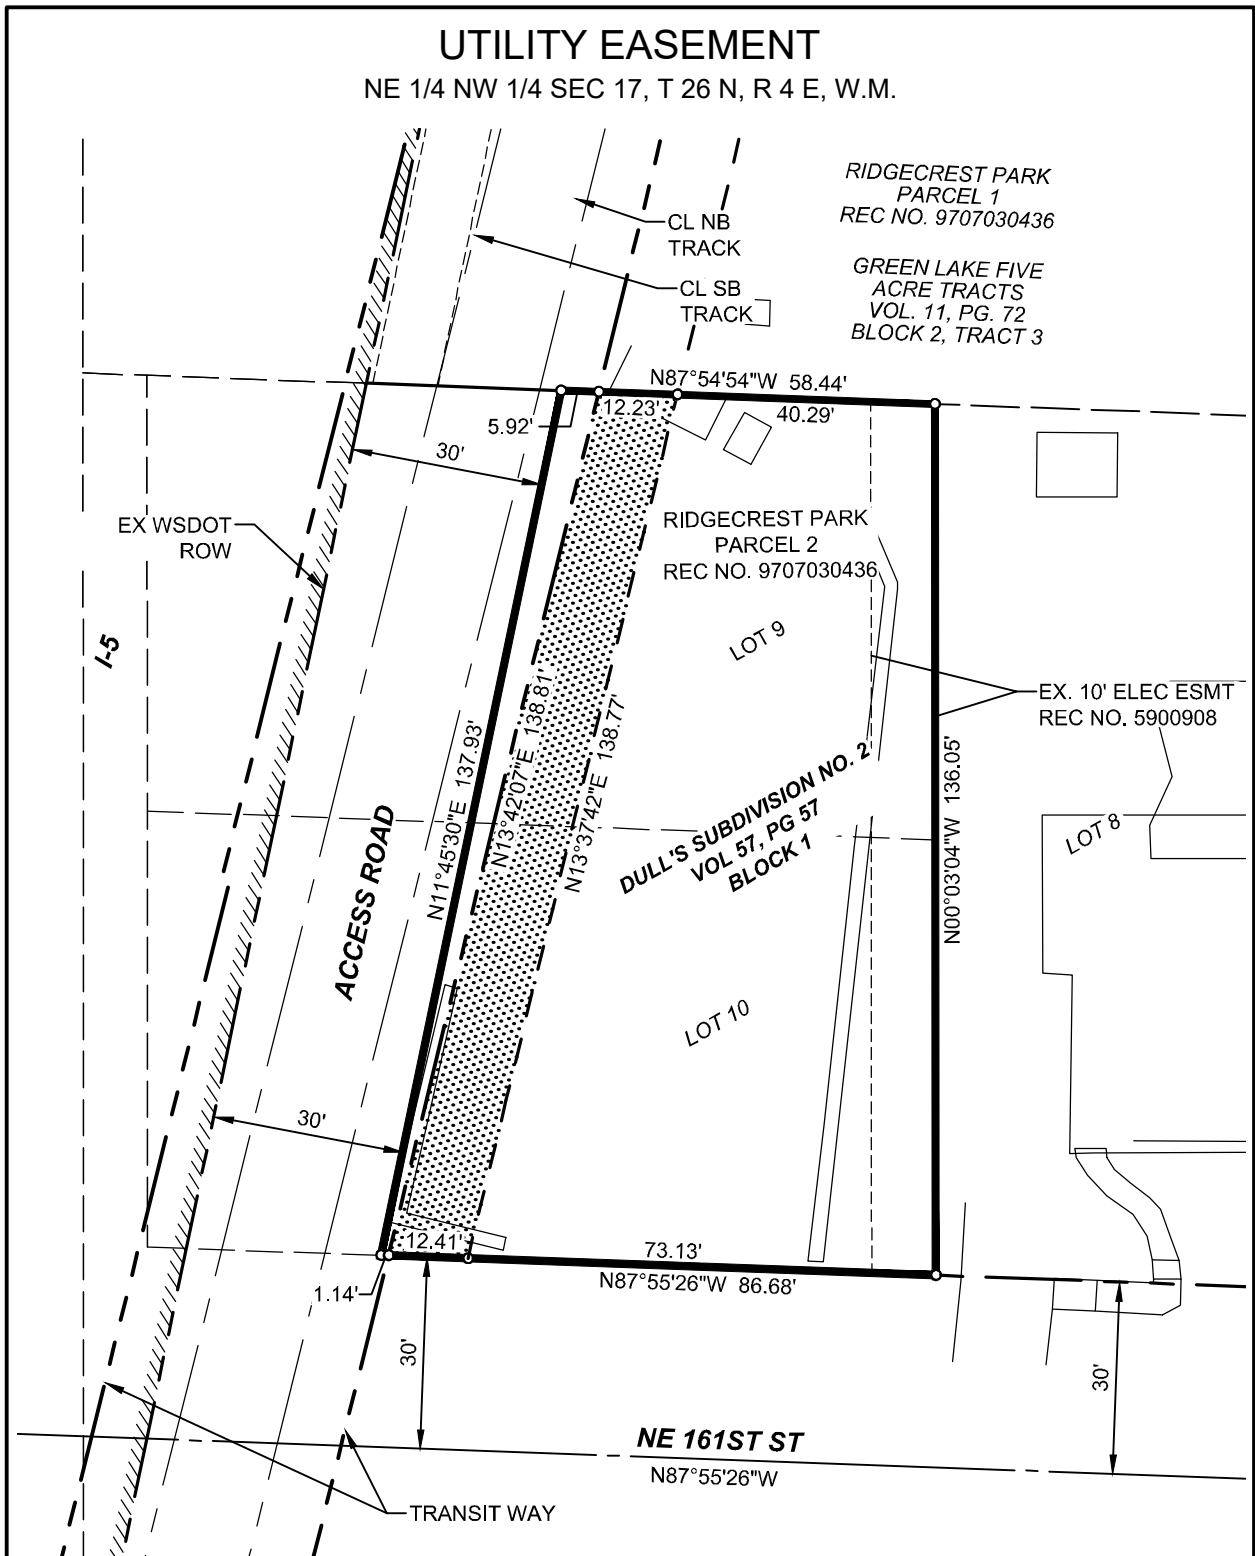 UTILITY EASEMENT
NE 1/4 NW 1/4 SEC 17, T 26 N, R 4 E, W.M.
RIDGECREST PARK
PARCEL 1
REC NO. 9707030436
CL NB
TRACK
GREEN LAKE FIVE
ACRE TRACTS
VOL. 11, PG. 72
BLOCK 2, TRACT 3
CL SB
TRACK
N87°54'54"W 58.44'
12.23'
40.29'
5.92'
30'
EX WSDOT
ROW
RIDGECREST PARK
PARCEL 2
REC NO. 9707030436
I-5
LOT 9
EX. 10' ELEC ESMT
REC NO. 5900908
N11°45'30"E 137.93'
N13°42'07"E 138.81'
N13°37'42"E 138.77'
DULL'S SUBDIVISION NO. 2
VOL 57, PG 57
BLOCK 1
N00°03'04"W 136.05'
LOT 8
ACCESS ROAD
LOT 10
30'
12.41'
73.13'
N87°55'26"W 86.68'
1.14'
30'
30'
NE 161ST ST
N87°55'26"W
TRANSIT WAY